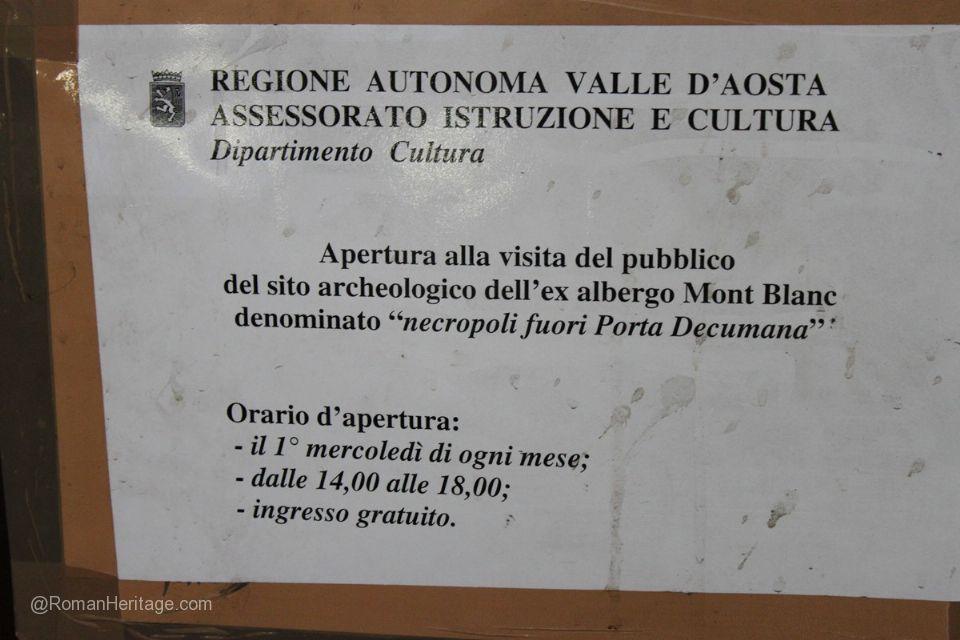 REGIONE AUTONOMA VALLE D'AOSTA
ASSESSORATO ISTRUZIONE E CULTURA
Dipartimento Cultura
Apertura alla visita del pubblico
del sito archeologico dell'ex albergo Mont Blanc
denominato “necropoli fuori Porta Decumana”
Orario d'apertura:
- il 1° mercoledì di ogni mese;
- dalle 14,00 alle 18,00;
- ingresso gratuito.
@RomanHeritage.com